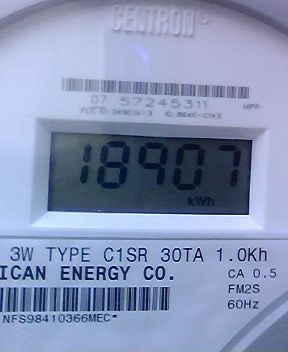 CENTRON®
07 57245311 HPP
18907
kWh
3W TYPE C1SR 30TA 1.0Kh
ICAN ENERGY CO. CA 0.5
FM2S
60Hz
NFS98410366MEC*